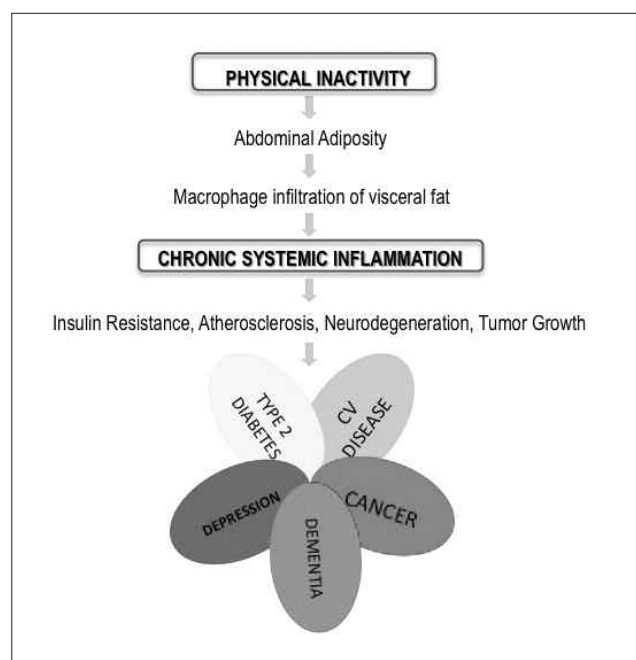 PHYSICAL INACTIVITY
Abdominal Adiposity
Macrophage infiltration of visceral fat
CHRONIC SYSTEMIC INFLAMMATION
Insulin Resistance, Atherosclerosis, Neurodegeneration, Tumor Growth
TYPE 2
DIABETES
CV
DISEASE
DEPRESSION
CANCER
DEMENTIA